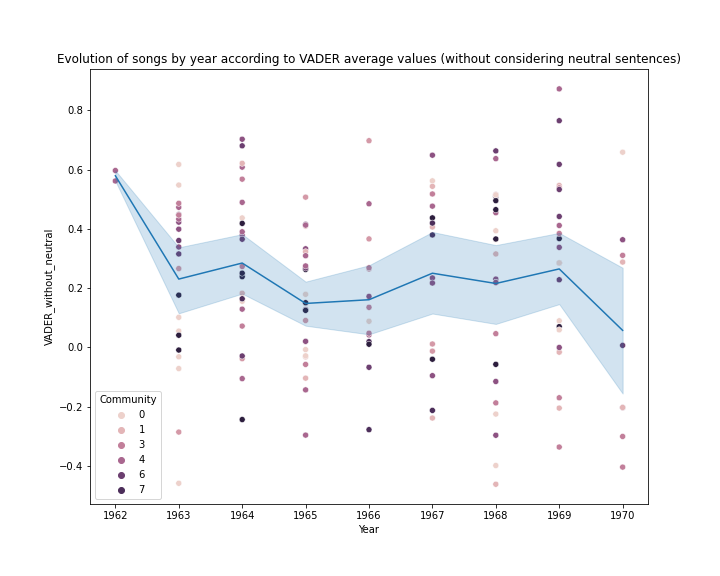 Evolution of songs by year according to VADER average values (without considering neutral sentences)
0.8
0.6
0.4
0.2
0.0
−0.2
−0.4
VADER_without_neutral
Community
0
1
3
4
6
7
1962 1963 1964 1965 1966 1967 1968 1969 1970
Year